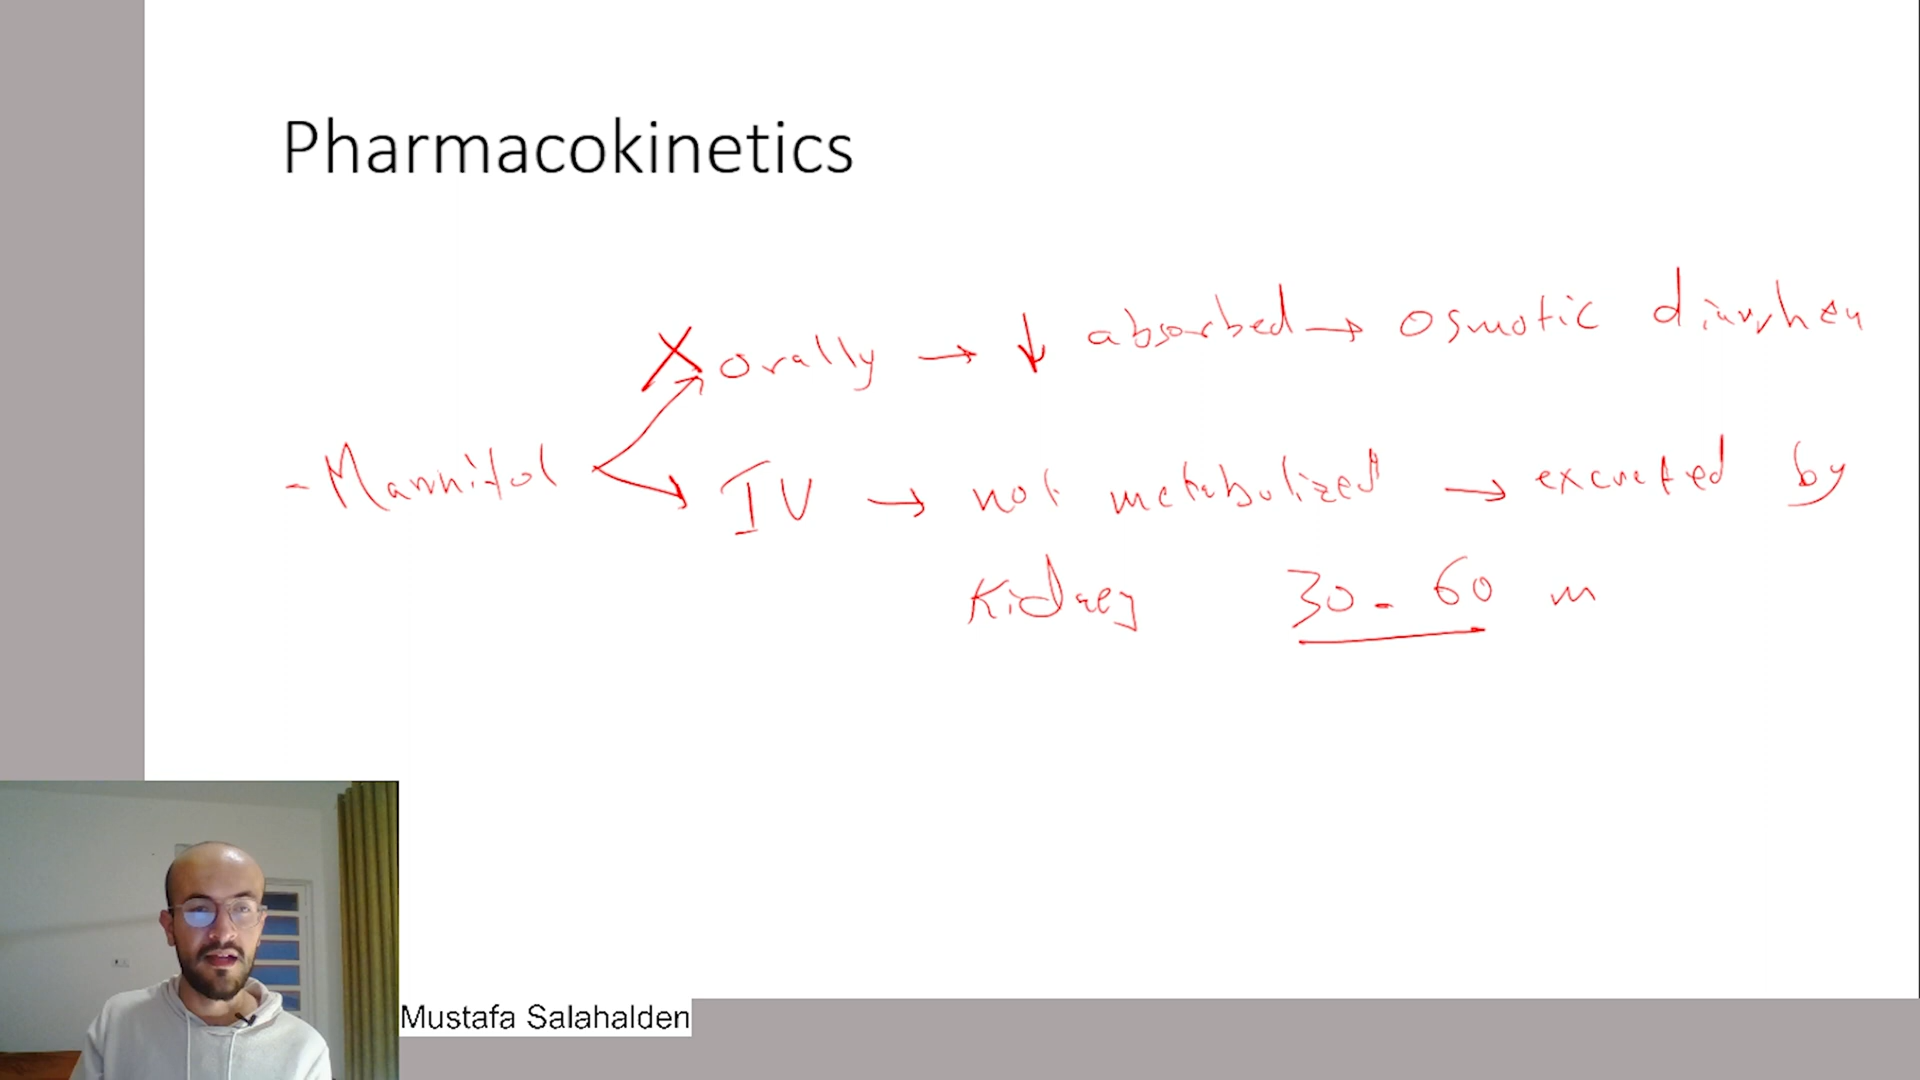 Pharmacokinetics
X orally → ↓ absorbed → osmotic diarrhea
- Mannitol
IV → not metabolized → excreted by
Kidney 30 - 60 m
Mustafa Salahalden